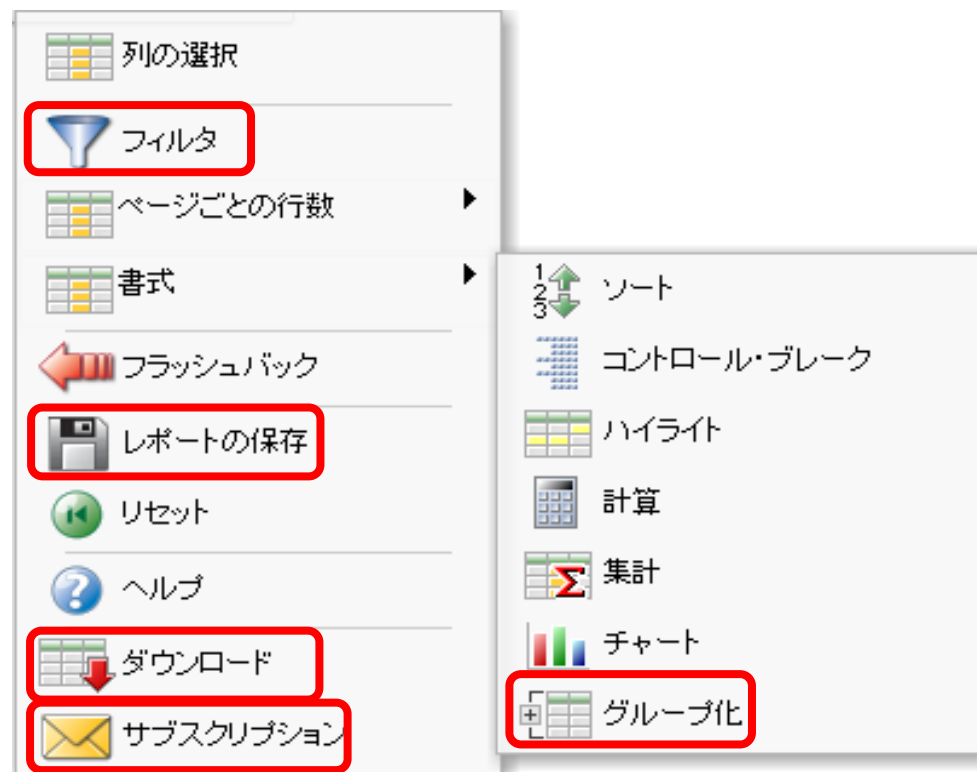 列の選択
フィルタ
ページごとの行数
書式
フラッシュバック
レポートの保存
リセット
ヘルプ
ダウンロード
サブスクリプション
1
2
3
ソート
コントロール・ブレーク
ハイライト
計算
Σ
集計
チャート
グループ化